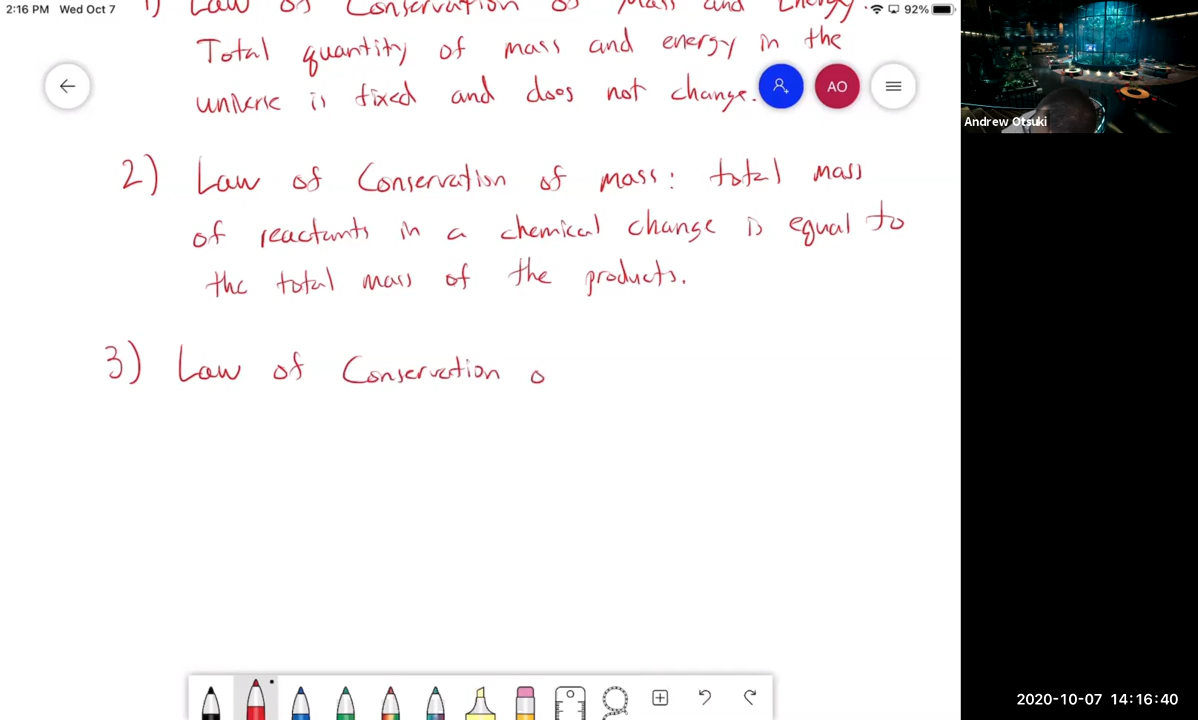 2:16 PM Wed Oct 7
92%
1) Law of Conservation of Mass and Energy
Total quantity of mass and energy in the
universe is fixed and does not change.
AO
Andrew Otsuki
2) Law of Conservation of mass: total mass
of reactants in a chemical change is equal to
the total mass of the products.
3) Law of Conservation o
2020-10-07 14:16:40